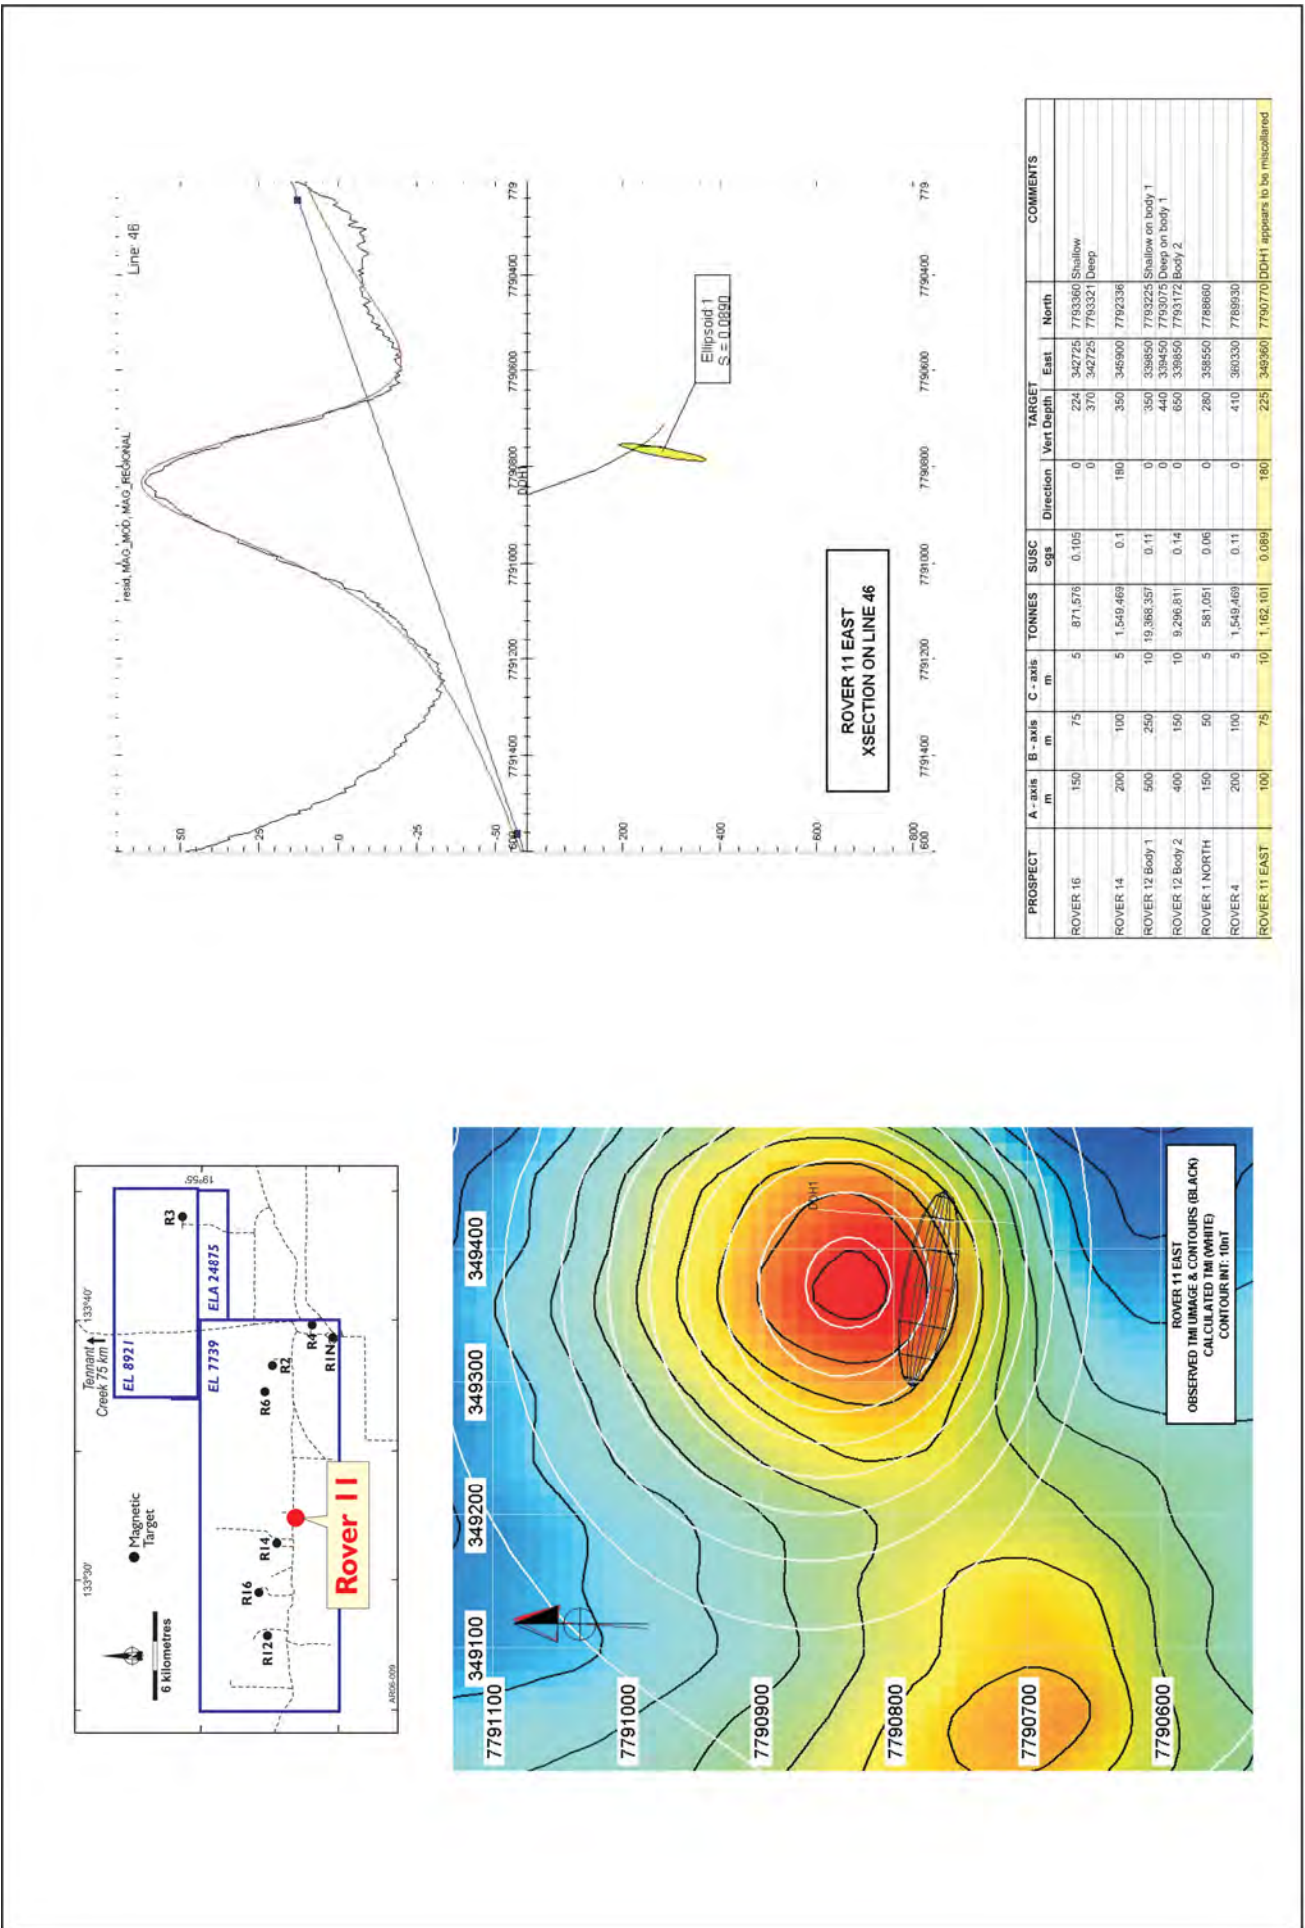 133°30'
133°40'
Tennant
Creek 75 km
6 kilometres
Magnetic
Target
EL 8921
R3
19°55'
ELA 24875
EL 7739
R12
R16
R14
R6
R2
R4
R1N
Rover 11
AR06-009
349100
349200
349300
349400
7791100
7791000
7790900
7790800
7790700
7790600
DDH1
ROVER 11 EAST
OBSERVED TMI UMAGE & CONTOURS (BLACK)
CALCULATED TMI (WHITE)
CONTOUR INT: 10nT
resid, MAG_MOD, MAG_REGIONAL
Line: 46
50
25
0
-25
-50
600
7791400
7791200
7791000
7790800
7790600
7790400
779
DDH1
200
400
600
800
Ellipsoid 1
S = 0.0890
ROVER 11 EAST
XSECTION ON LINE 46
600
7791400
7791200
7791000
7790800
7790600
7790400
779
PROSPECT A - axis B - axis C - axis TONNES SUSC TARGET COMMENTS
m m m cgs Direction Vert Depth East North
ROVER 16 150 75 5 871,576 0.105 0 224 342725 7793360 Shallow
0 370 342725 7793321 Deep
ROVER 14 200 100 5 1,549,469 0.1 180 350 345900 7792336
ROVER 12 Body 1 500 250 10 19,368,357 0.11 0 350 339850 7793225 Shallow on body 1
0 440 339450 7793075 Deep on body 1
ROVER 12 Body 2 400 150 10 9,296,811 0.14 0 650 339850 7793172 Body 2
ROVER 1 NORTH 150 50 5 581,051 0.06 0 280 358550 7788660
ROVER 4 200 100 5 1,549,469 0.11 0 410 360330 7789930
ROVER 11 EAST 100 75 10 1,162,101 0.089 180 225 349360 7790770 DDH1 appears to be miscollared